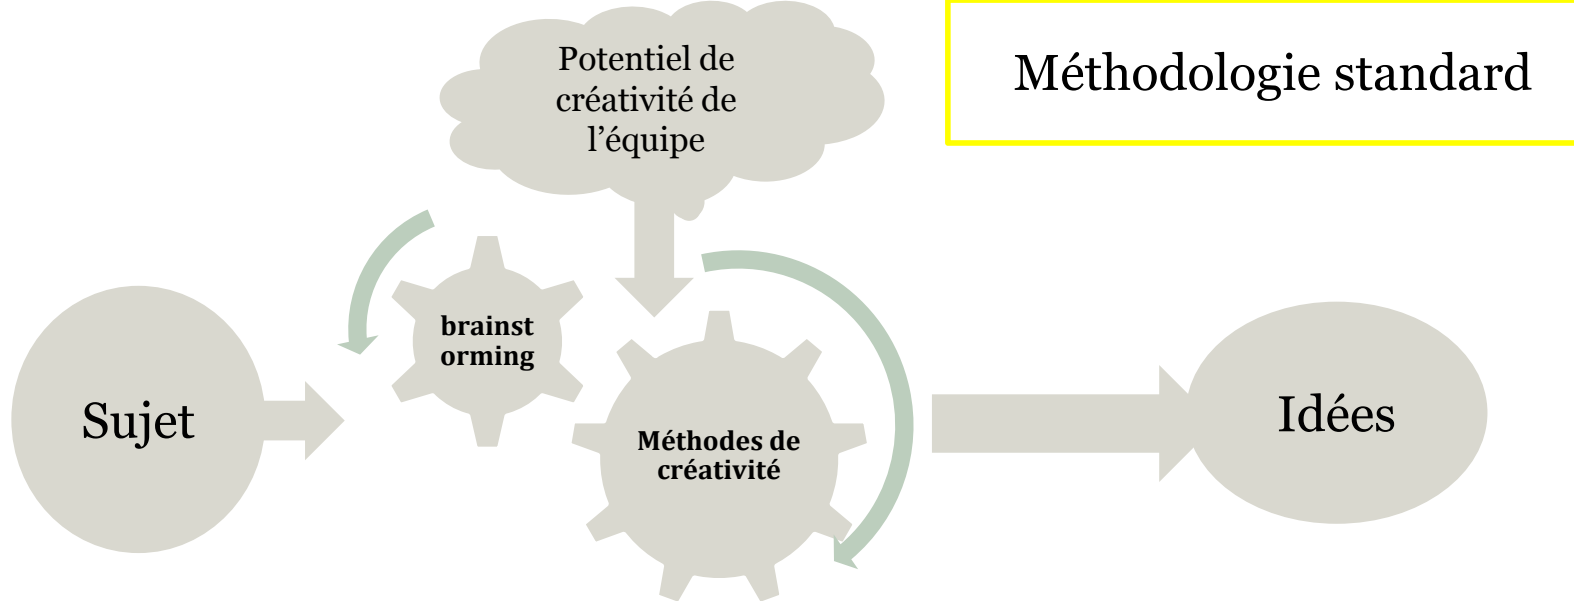 Potentiel de
créativité de
l’équipe
Méthodologie standard
brainst
orming
Sujet
Méthodes de
créativité
Idées